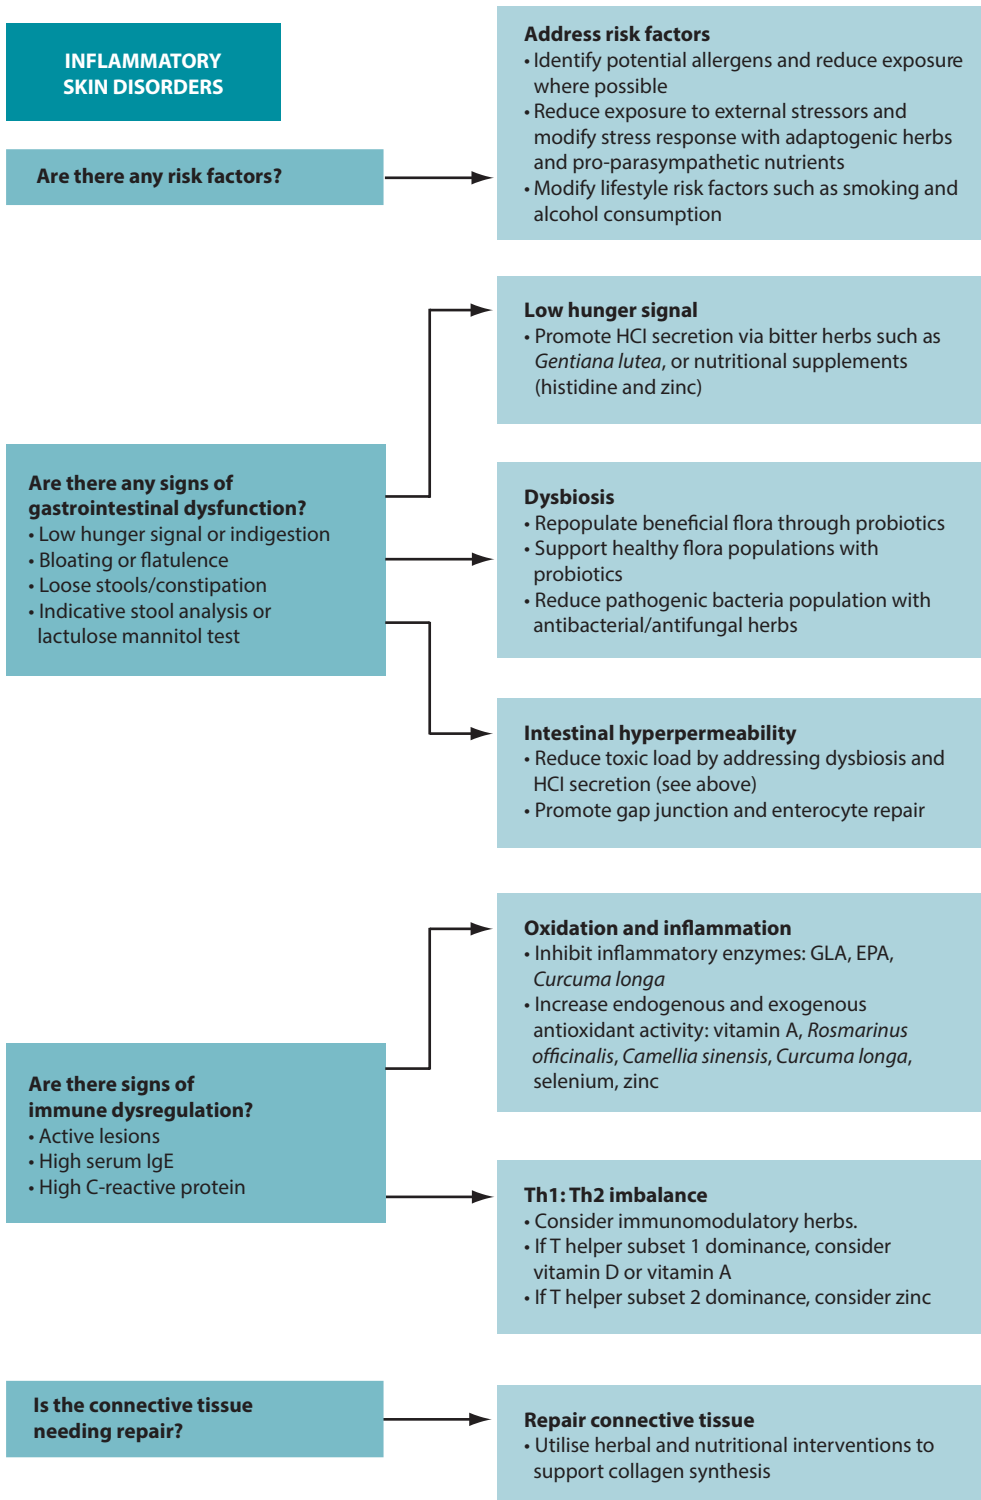 INFLAMMATORY
SKIN DISORDERS
Are there any risk factors?
Address risk factors
• Identify potential allergens and reduce exposure
where possible
• Reduce exposure to external stressors and
modify stress response with adaptogenic herbs
and pro-parasympathetic nutrients
• Modify lifestyle risk factors such as smoking and
alcohol consumption
Are there any signs of
gastrointestinal dysfunction?
• Low hunger signal or indigestion
• Bloating or flatulence
• Loose stools/constipation
• Indicative stool analysis or
lactulose mannitol test
Low hunger signal
• Promote HCl secretion via bitter herbs such as
Gentiana lutea, or nutritional supplements
(histidine and zinc)
Dysbiosis
• Repopulate beneficial flora through probiotics
• Support healthy flora populations with
probiotics
• Reduce pathogenic bacteria population with
antibacterial/antifungal herbs
Intestinal hyperpermeability
• Reduce toxic load by addressing dysbiosis and
HCl secretion (see above)
• Promote gap junction and enterocyte repair
Are there signs of
immune dysregulation?
• Active lesions
• High serum IgE
• High C-reactive protein
Oxidation and inflammation
• Inhibit inflammatory enzymes: GLA, EPA,
Curcuma longa
• Increase endogenous and exogenous
antioxidant activity: vitamin A, Rosmarinus
officinalis, Camellia sinensis, Curcuma longa,
selenium, zinc
Th1: Th2 imbalance
• Consider immunomodulatory herbs.
• If T helper subset 1 dominance, consider
vitamin D or vitamin A
• If T helper subset 2 dominance, consider zinc
Is the connective tissue
needing repair?
Repair connective tissue
• Utilise herbal and nutritional interventions to
support collagen synthesis